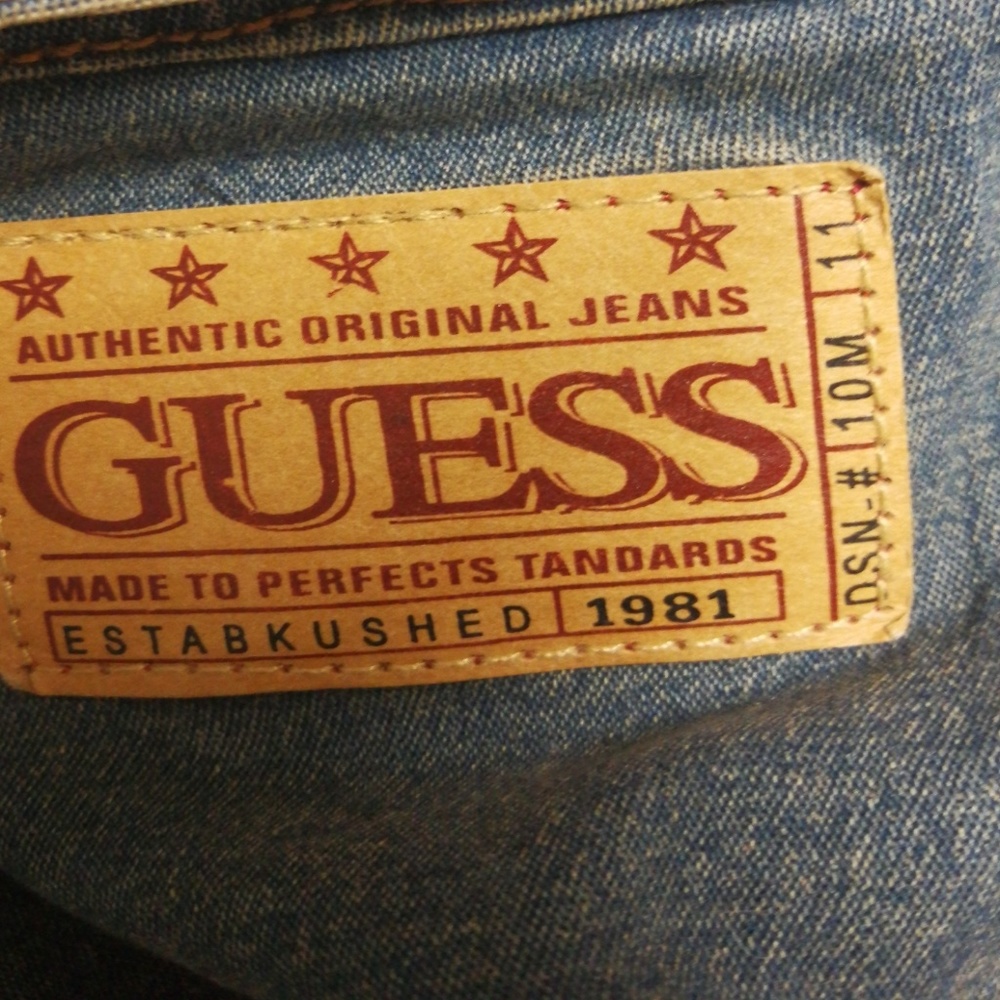 AUTHENTIC ORIGINAL JEANS
GUESS
MADE TO PERFECTS TANDARDS
ESTABKUSHED 1981
DSN-# 10M 11